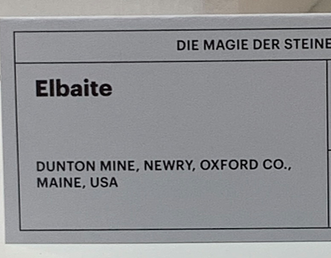 DIE MAGIE DER STEINE
Elbaite
DUNTON MINE, NEWRY, OXFORD CO.,
MAINE, USA